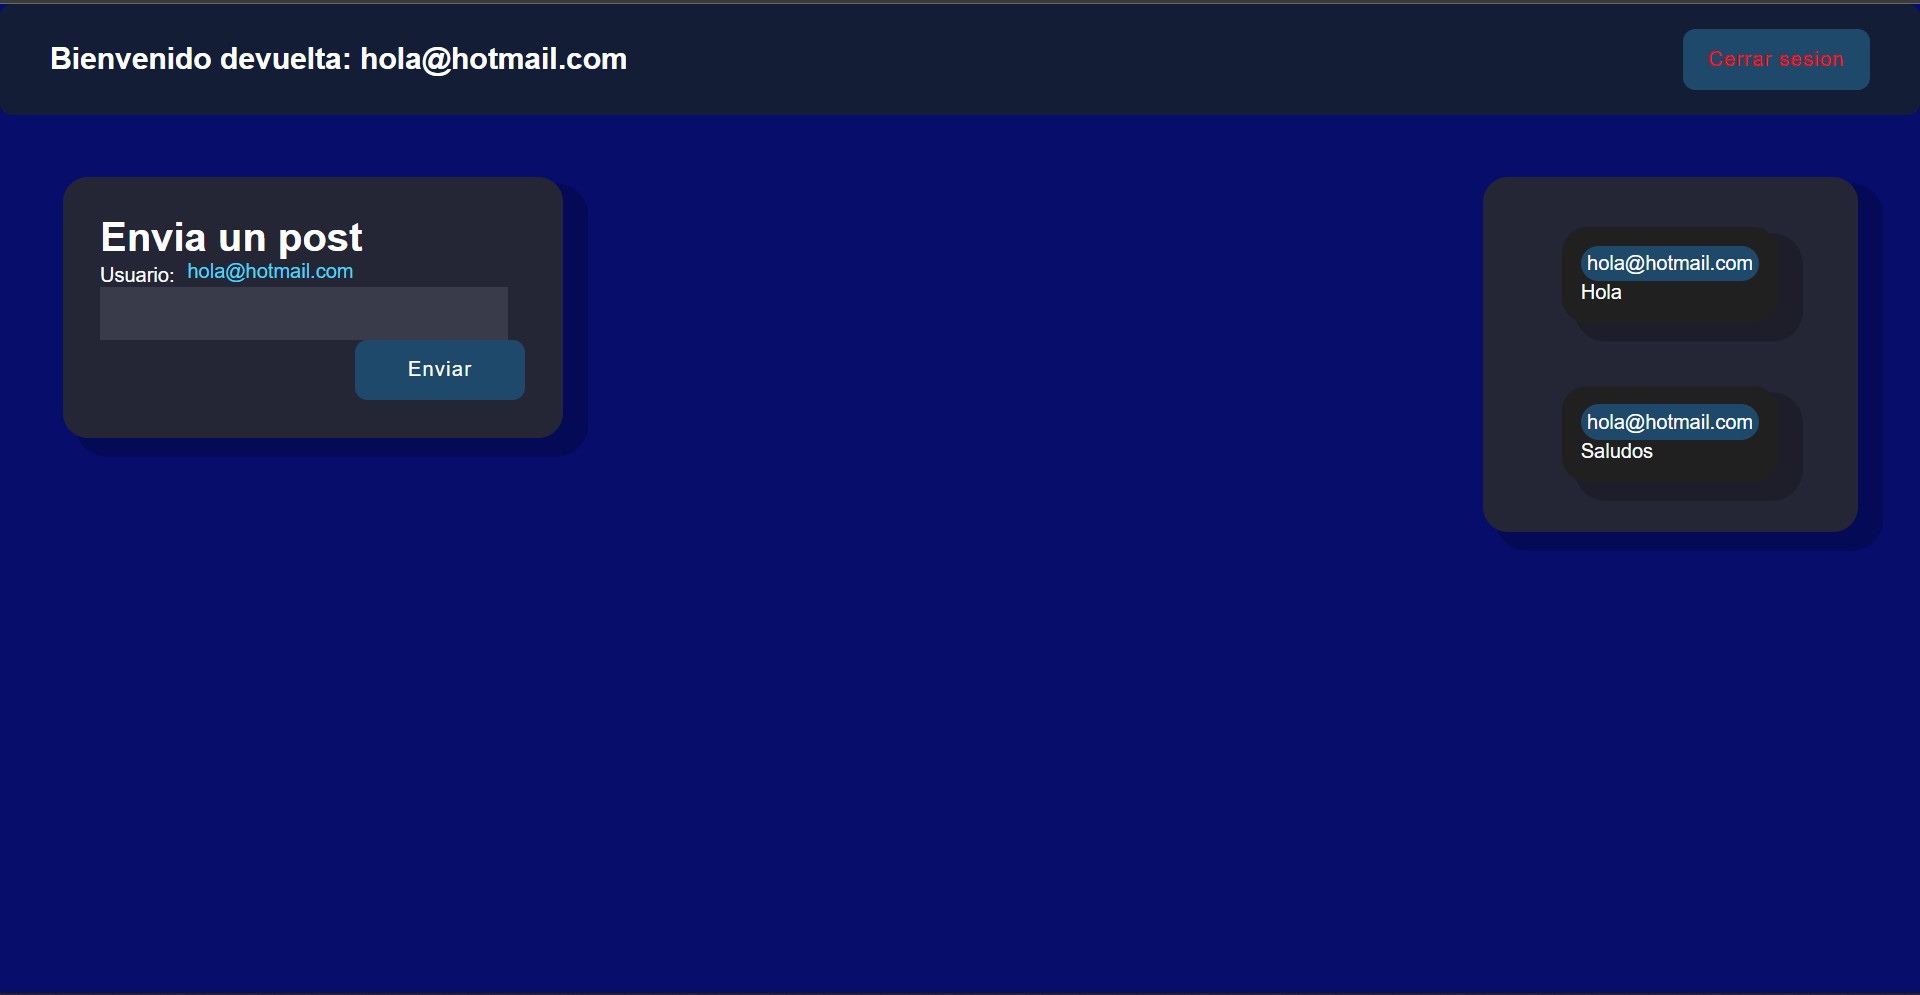 Bienvenido devuelta: hola@hotmail.com
Cerrar sesion
Envia un post
Usuario: hola@hotmail.com
Enviar
hola@hotmail.com
Hola
hola@hotmail.com
Saludos